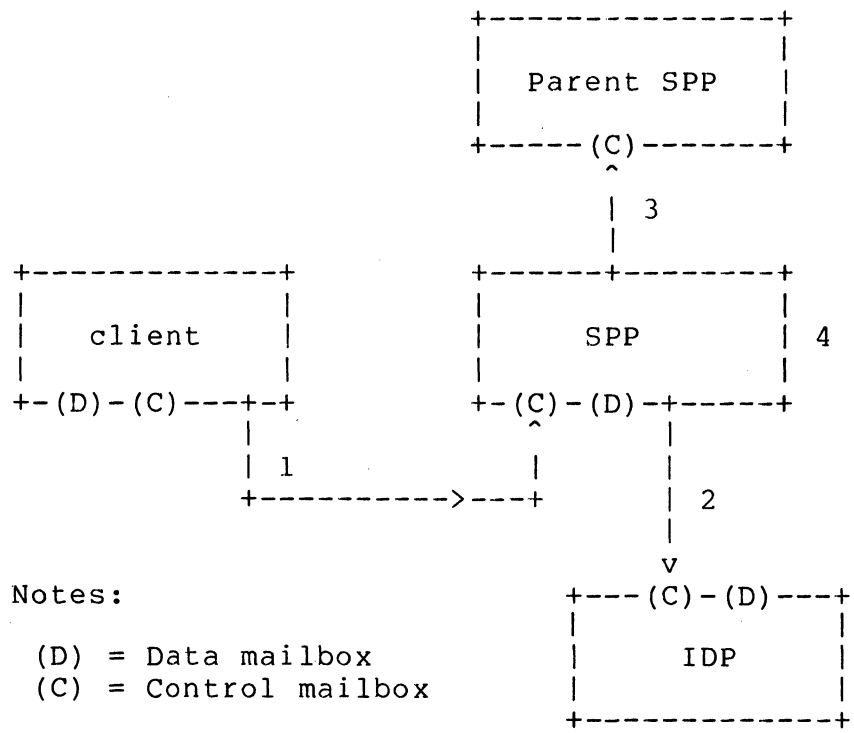 Parent SPP
(C)
3
client
SPP
4
(D) (C)
(C) (D)
1
2
Notes:
(C) (D)
(D) = Data mailbox
IDP
(C) = Control mailbox